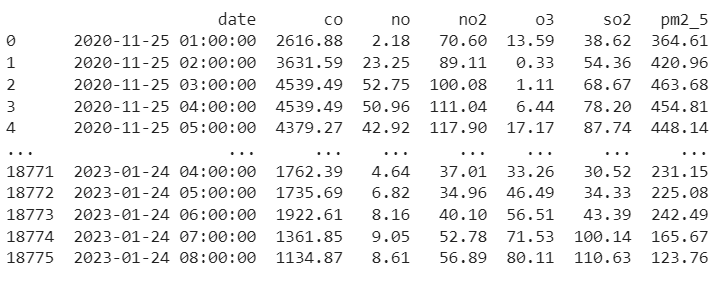 date co no no2 o3 so2 pm2_5
0 2020-11-25 01:00:00 2616.88 2.18 70.60 13.59 38.62 364.61
1 2020-11-25 02:00:00 3631.59 23.25 89.11 0.33 54.36 420.96
2 2020-11-25 03:00:00 4539.49 52.75 100.08 1.11 68.67 463.68
3 2020-11-25 04:00:00 4539.49 50.96 111.04 6.44 78.20 454.81
4 2020-11-25 05:00:00 4379.27 42.92 117.90 17.17 87.74 448.14
... ... ... ... ... ... ... ...
18771 2023-01-24 04:00:00 1762.39 4.64 37.01 33.26 30.52 231.15
18772 2023-01-24 05:00:00 1735.69 6.82 34.96 46.49 34.33 225.08
18773 2023-01-24 06:00:00 1922.61 8.16 40.10 56.51 43.39 242.49
18774 2023-01-24 07:00:00 1361.85 9.05 52.78 71.53 100.14 165.67
18775 2023-01-24 08:00:00 1134.87 8.61 56.89 80.11 110.63 123.76